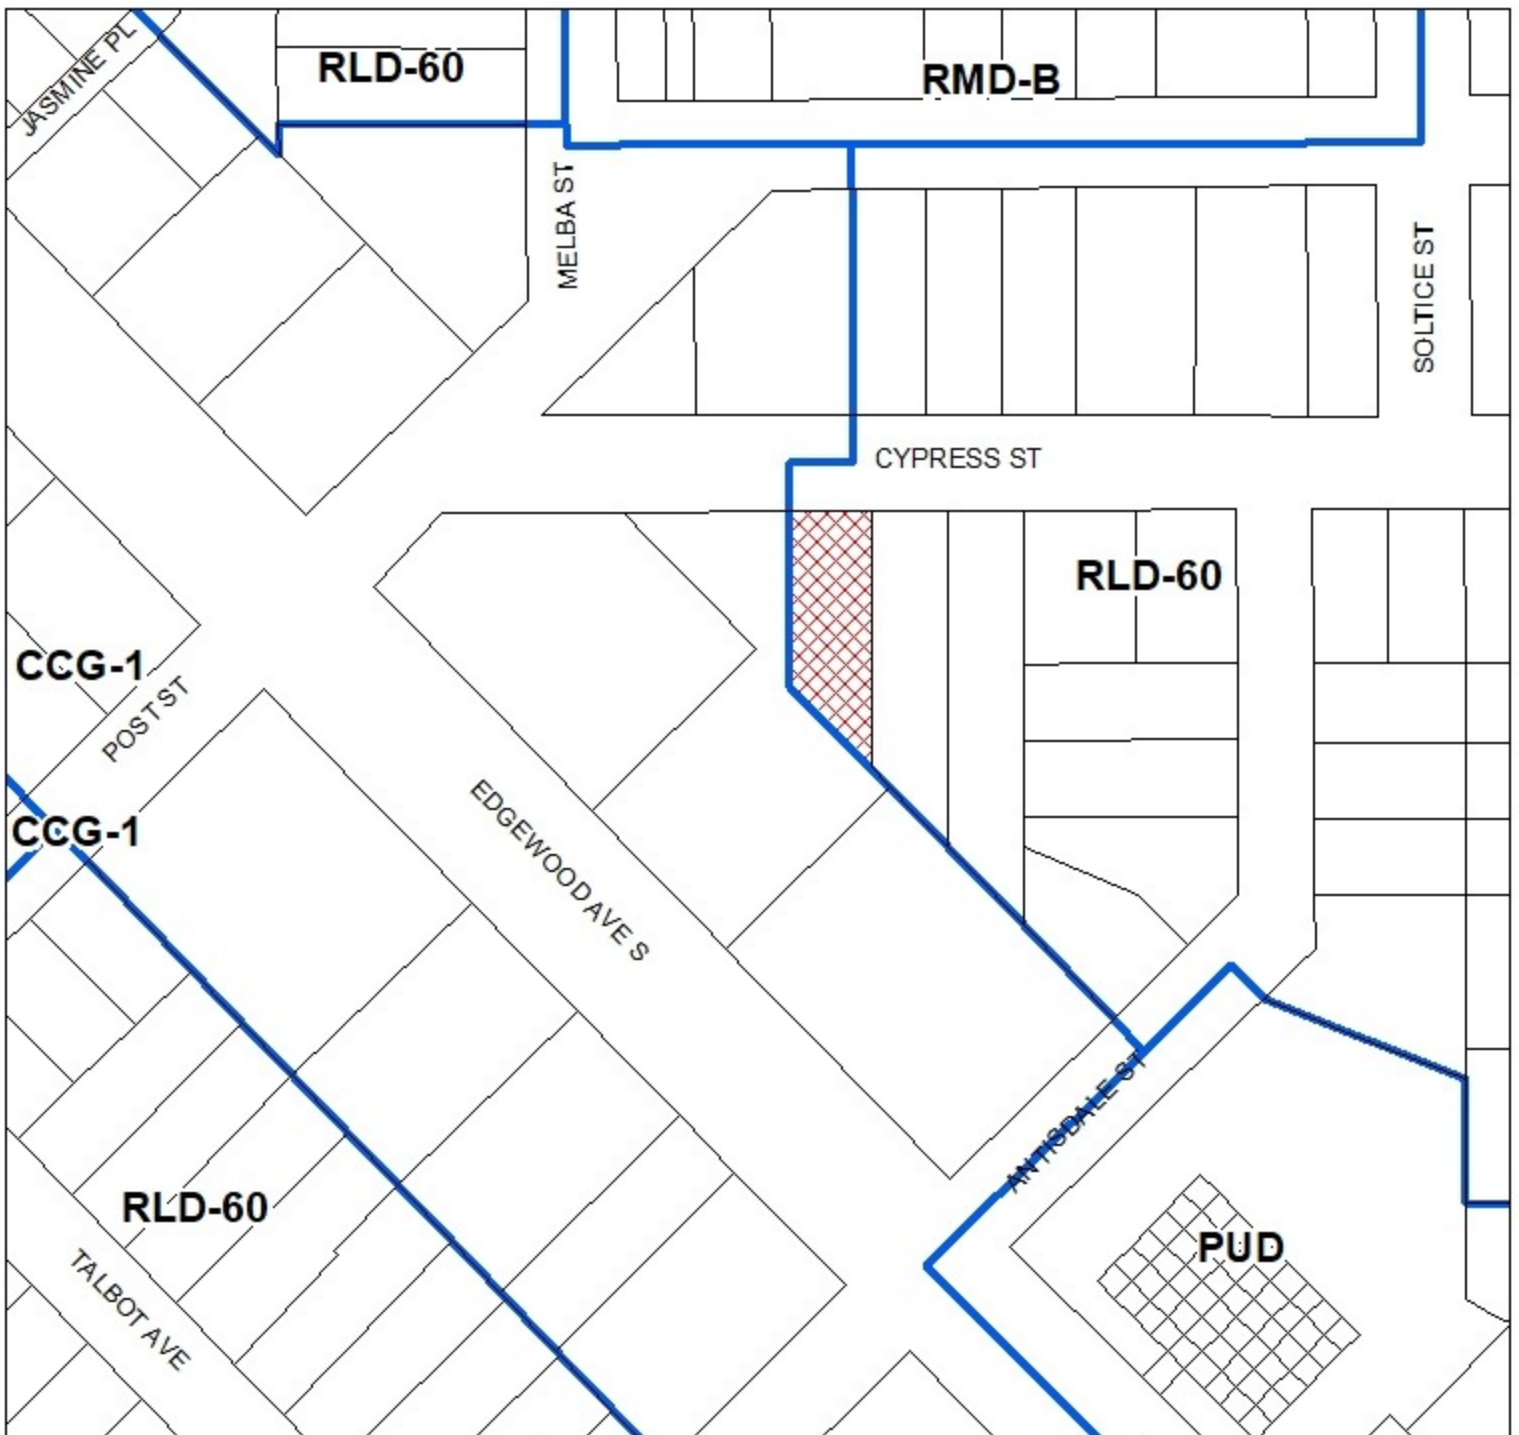 JASMINE PL
RLD-60
RMD-B
MELBA ST
SOLTICE ST
CYPRESS ST
RLD-60
CCG-1
POST ST
CCG-1
EDGEWOOD AVE S
ANTISDALE ST
RLD-60
PUD
TALBOT AVE